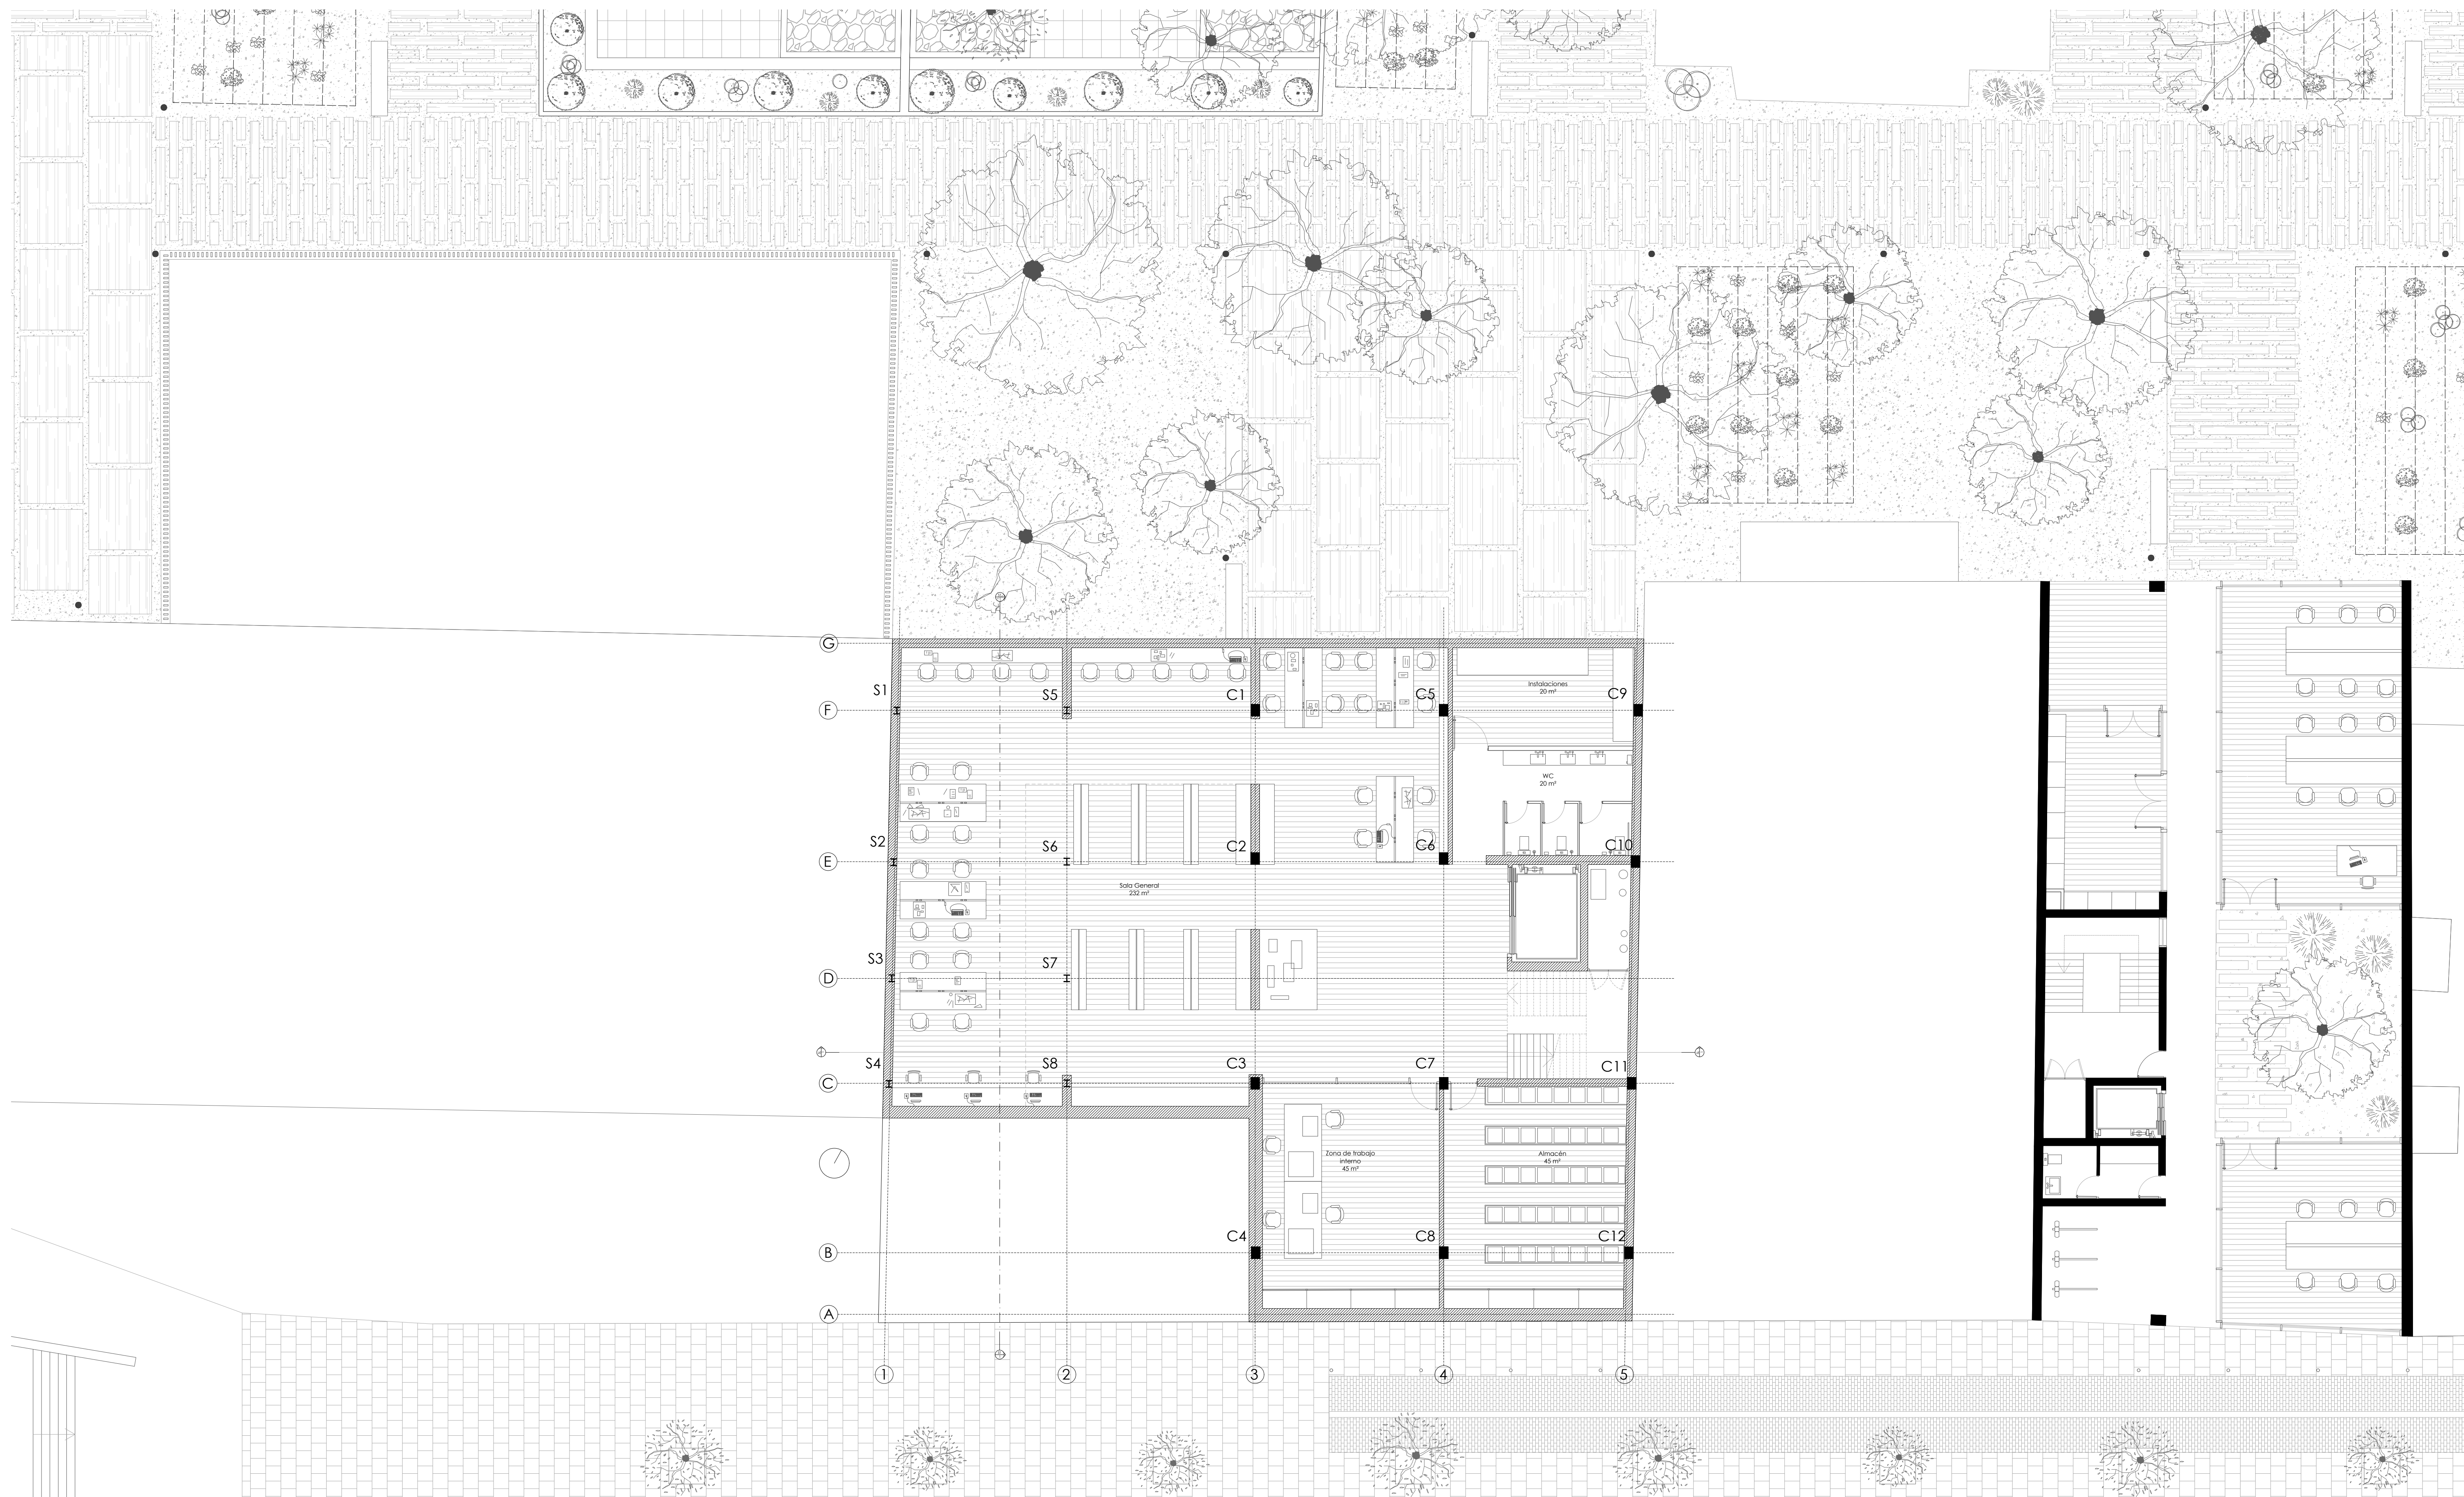 G
S1
S5
C1
C5
Instalaciones
20 m²
C9
F
WC
20 m²
S2
S6
C2
C6
C10
E
Sala General
232 m²
S3
S7
D
S4
S8
C3
C7
C11
C
Zona de trabajo
interno
45 m²
Almacén
45 m²
C4
C8
C12
B
A
1
2
3
4
5